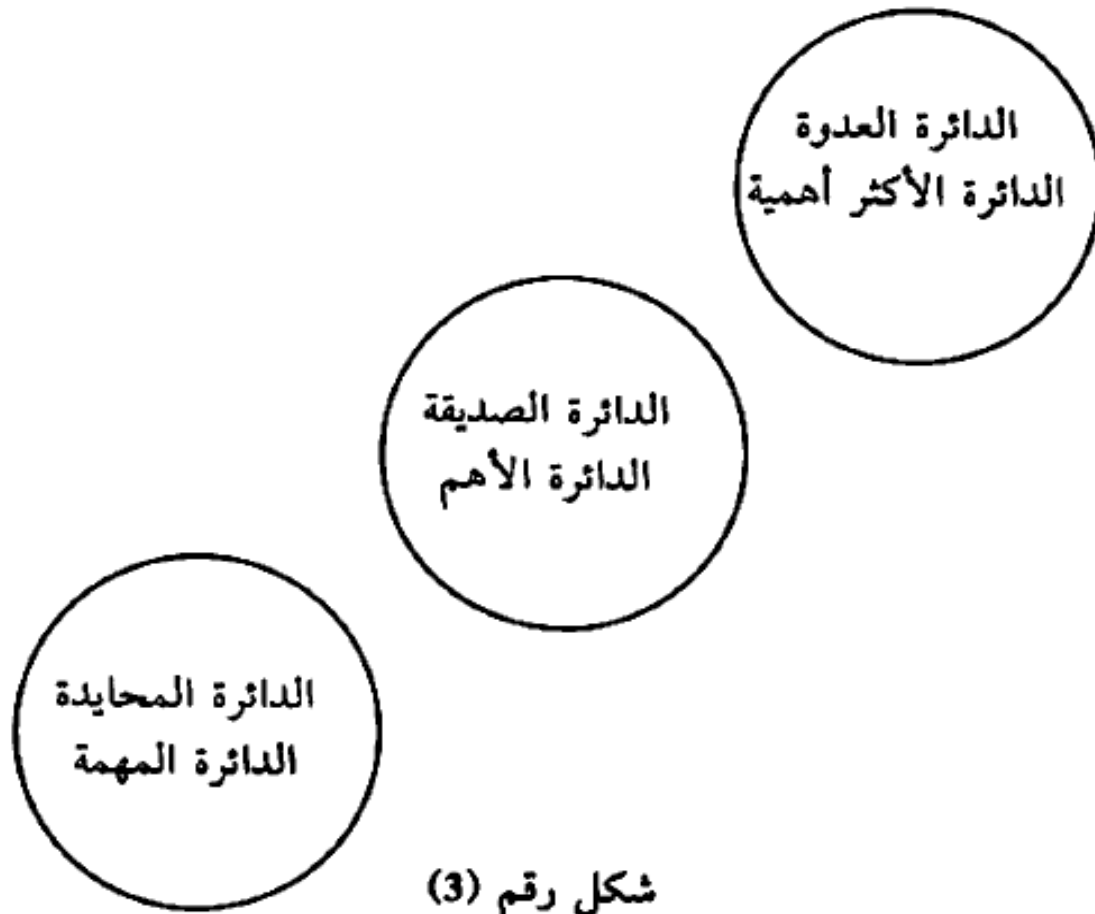 الدائرة العدوة
الدائرة الأكثر أهمية
الدائرة الصديقة
الدائرة الأهم
الدائرة المحايدة
الدائرة المهمة
شكل رقم (3)